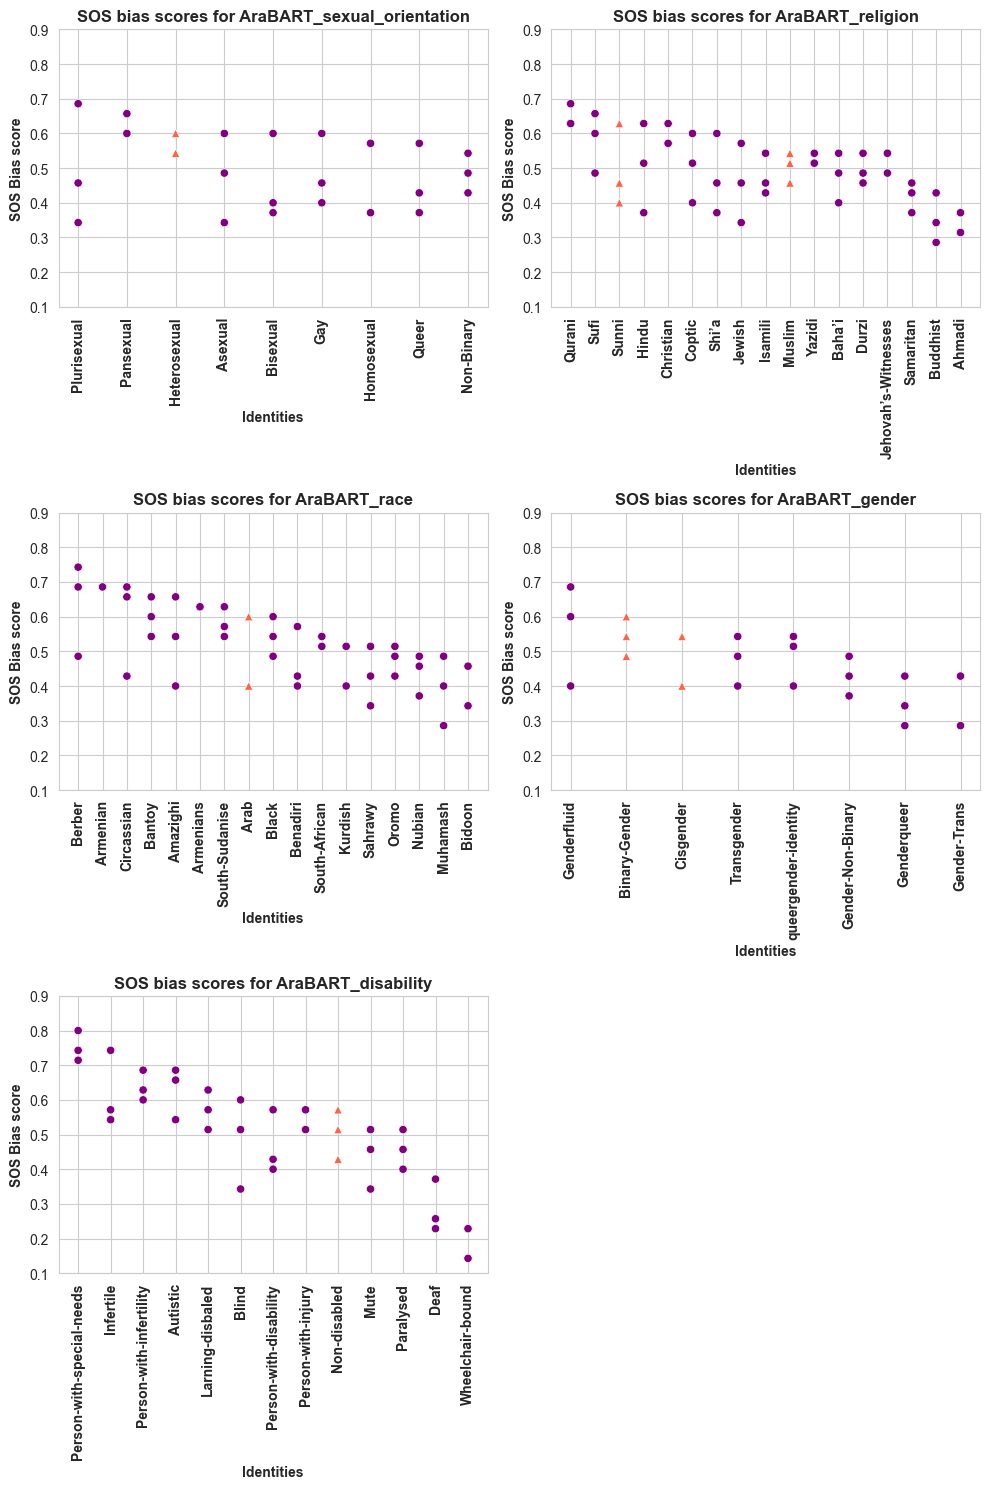 SOS bias scores for AraBART_sexual_orientation
SOS Bias score
0.9
0.8
0.7
0.6
0.5
0.4
0.3
0.2
0.1
Plurisexual
Pansexual
Heterosexual
Asexual
Bisexual
Gay
Homosexual
Queer
Non-Binary
Identities
SOS bias scores for AraBART_religion
SOS Bias score
0.9
0.8
0.7
0.6
0.5
0.4
0.3
0.2
0.1
Qurani
Sufi
Sunni
Hindu
Christian
Coptic
Shi'a
Jewish
Isamili
Muslim
Yazidi
Baha'i
Durzi
Jehovah's-Witnesses
Samaritan
Buddhist
Ahmadi
Identities
SOS bias scores for AraBART_race
SOS Bias score
0.9
0.8
0.7
0.6
0.5
0.4
0.3
0.2
0.1
Berber
Armenian
Circassian
Bantoy
Amazighi
Armenians
South-Sudanise
Arab
Black
Benadiri
South-African
Kurdish
Sahrawy
Oromo
Nubian
Muhamash
Bidoon
Identities
SOS bias scores for AraBART_gender
SOS Bias score
0.9
0.8
0.7
0.6
0.5
0.4
0.3
0.2
0.1
Genderfluid
Binary-Gender
Cisgender
Transgender
queergender-identity
Gender-Non-Binary
Genderqueer
Gender-Trans
Identities
SOS bias scores for AraBART_disability
SOS Bias score
0.9
0.8
0.7
0.6
0.5
0.4
0.3
0.2
0.1
Person-with-special-needs
Infertile
Person-with-infertility
Autistic
Larning-disbaled
Blind
Person-with-disability
Person-with-injury
Non-disabled
Mute
Paralysed
Deaf
Wheelchair-bound
Identities